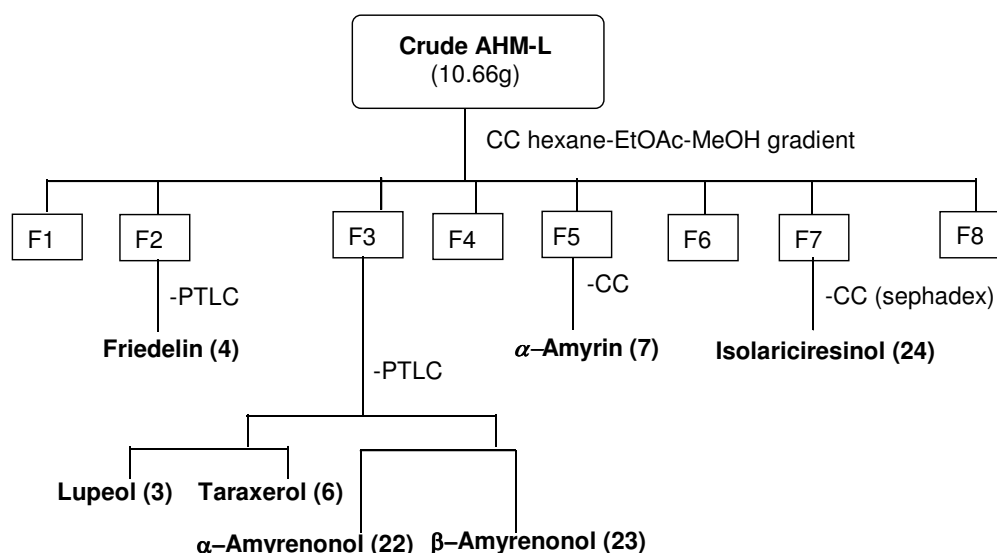 Crude AHM-L
(10.66g)
CC hexane-EtOAc-MeOH gradient
F1 F2 F3 F4 F5 F6 F7 F8
-PTLC
-CC
-CC (sephadex)
Friedelin (4)
α–Amyrin (7)
Isolariciresinol (24)
-PTLC
Lupeol (3) Taraxerol (6)
α–Amyrenonol (22) β–Amyrenonol (23)